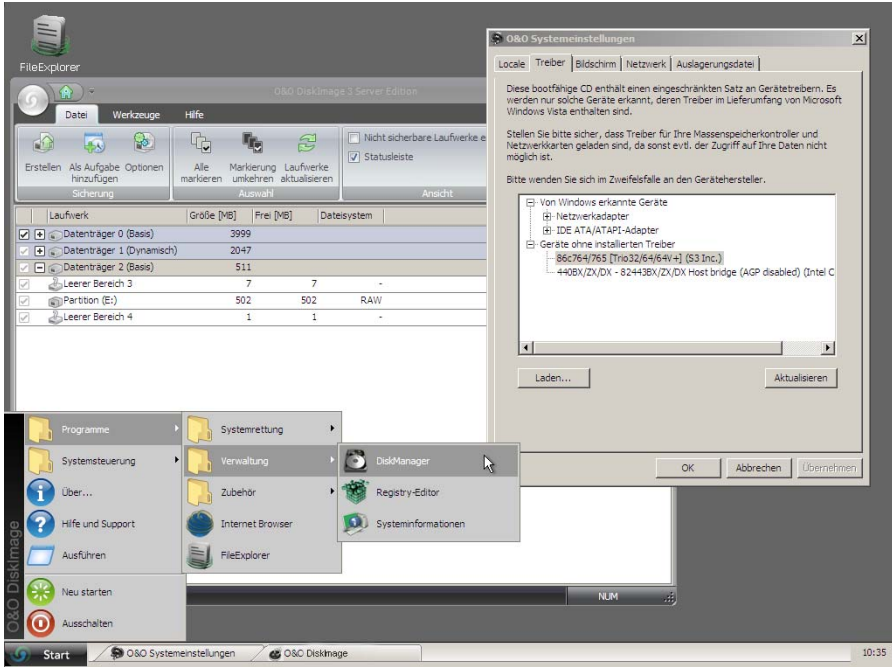 FileExplorer
O&O DiskImage 3 Server Edition
Datei Werkzeuge Hilfe
Erstellen
Als Aufgabe hinzufügen
Optionen
Sicherung
Alle markieren
Markierung umkehren
Laufwerke aktualisieren
Auswahl
Nicht sicherbare Laufwerke e
Statusleiste
Ansicht
Laufwerk Größe [MB] Frei [MB] Dateisystem
Datenträger 0 (Basis) 3999
Datenträger 1 (Dynamisch) 2047
Datenträger 2 (Basis) 511
Leerer Bereich 3 7 7 -
Partition (E:) 502 502 RAW
Leerer Bereich 4 1 1 -
NUM
O&O Systemeinstellungen
Locale Treiber Bildschirm Netzwerk Auslagerungsdatei
Diese bootfähige CD enthält einen eingeschränkten Satz an Gerätetreibern. Es
werden nur solche Geräte erkannt, deren Treiber im Lieferumfang von Microsoft
Windows Vista enthalten sind.
Stellen Sie bitte sicher, dass Treiber für Ihre Massenspeicherkontroller und
Netzwerkkarten geladen sind, da sonst evtl. der Zugriff auf Ihre Daten nicht
möglich ist.
Bitte wenden Sie sich im Zweifelsfalle an den Gerätehersteller.
Von Windows erkannte Geräte
Netzwerkadapter
IDE ATA/ATAPI-Adapter
Geräte ohne installierten Treiber
86c764/765 [Trio32/64/64V+] (S3 Inc.)
440BX/ZX/DX - 82443BX/ZX/DX Host bridge (AGP disabled) (Intel C
Laden... Aktualisieren
OK Abbrechen Übernehmen
O&O DiskImage
Programme
Systemsteuerung
Über...
Hilfe und Support
Ausführen
Neu starten
Ausschalten
Systemrettung
Verwaltung
Zubehör
Internet Browser
FileExplorer
DiskManager
Registry-Editor
Systeminformationen
Start O&O Systemeinstellungen O&O DiskImage 10:35